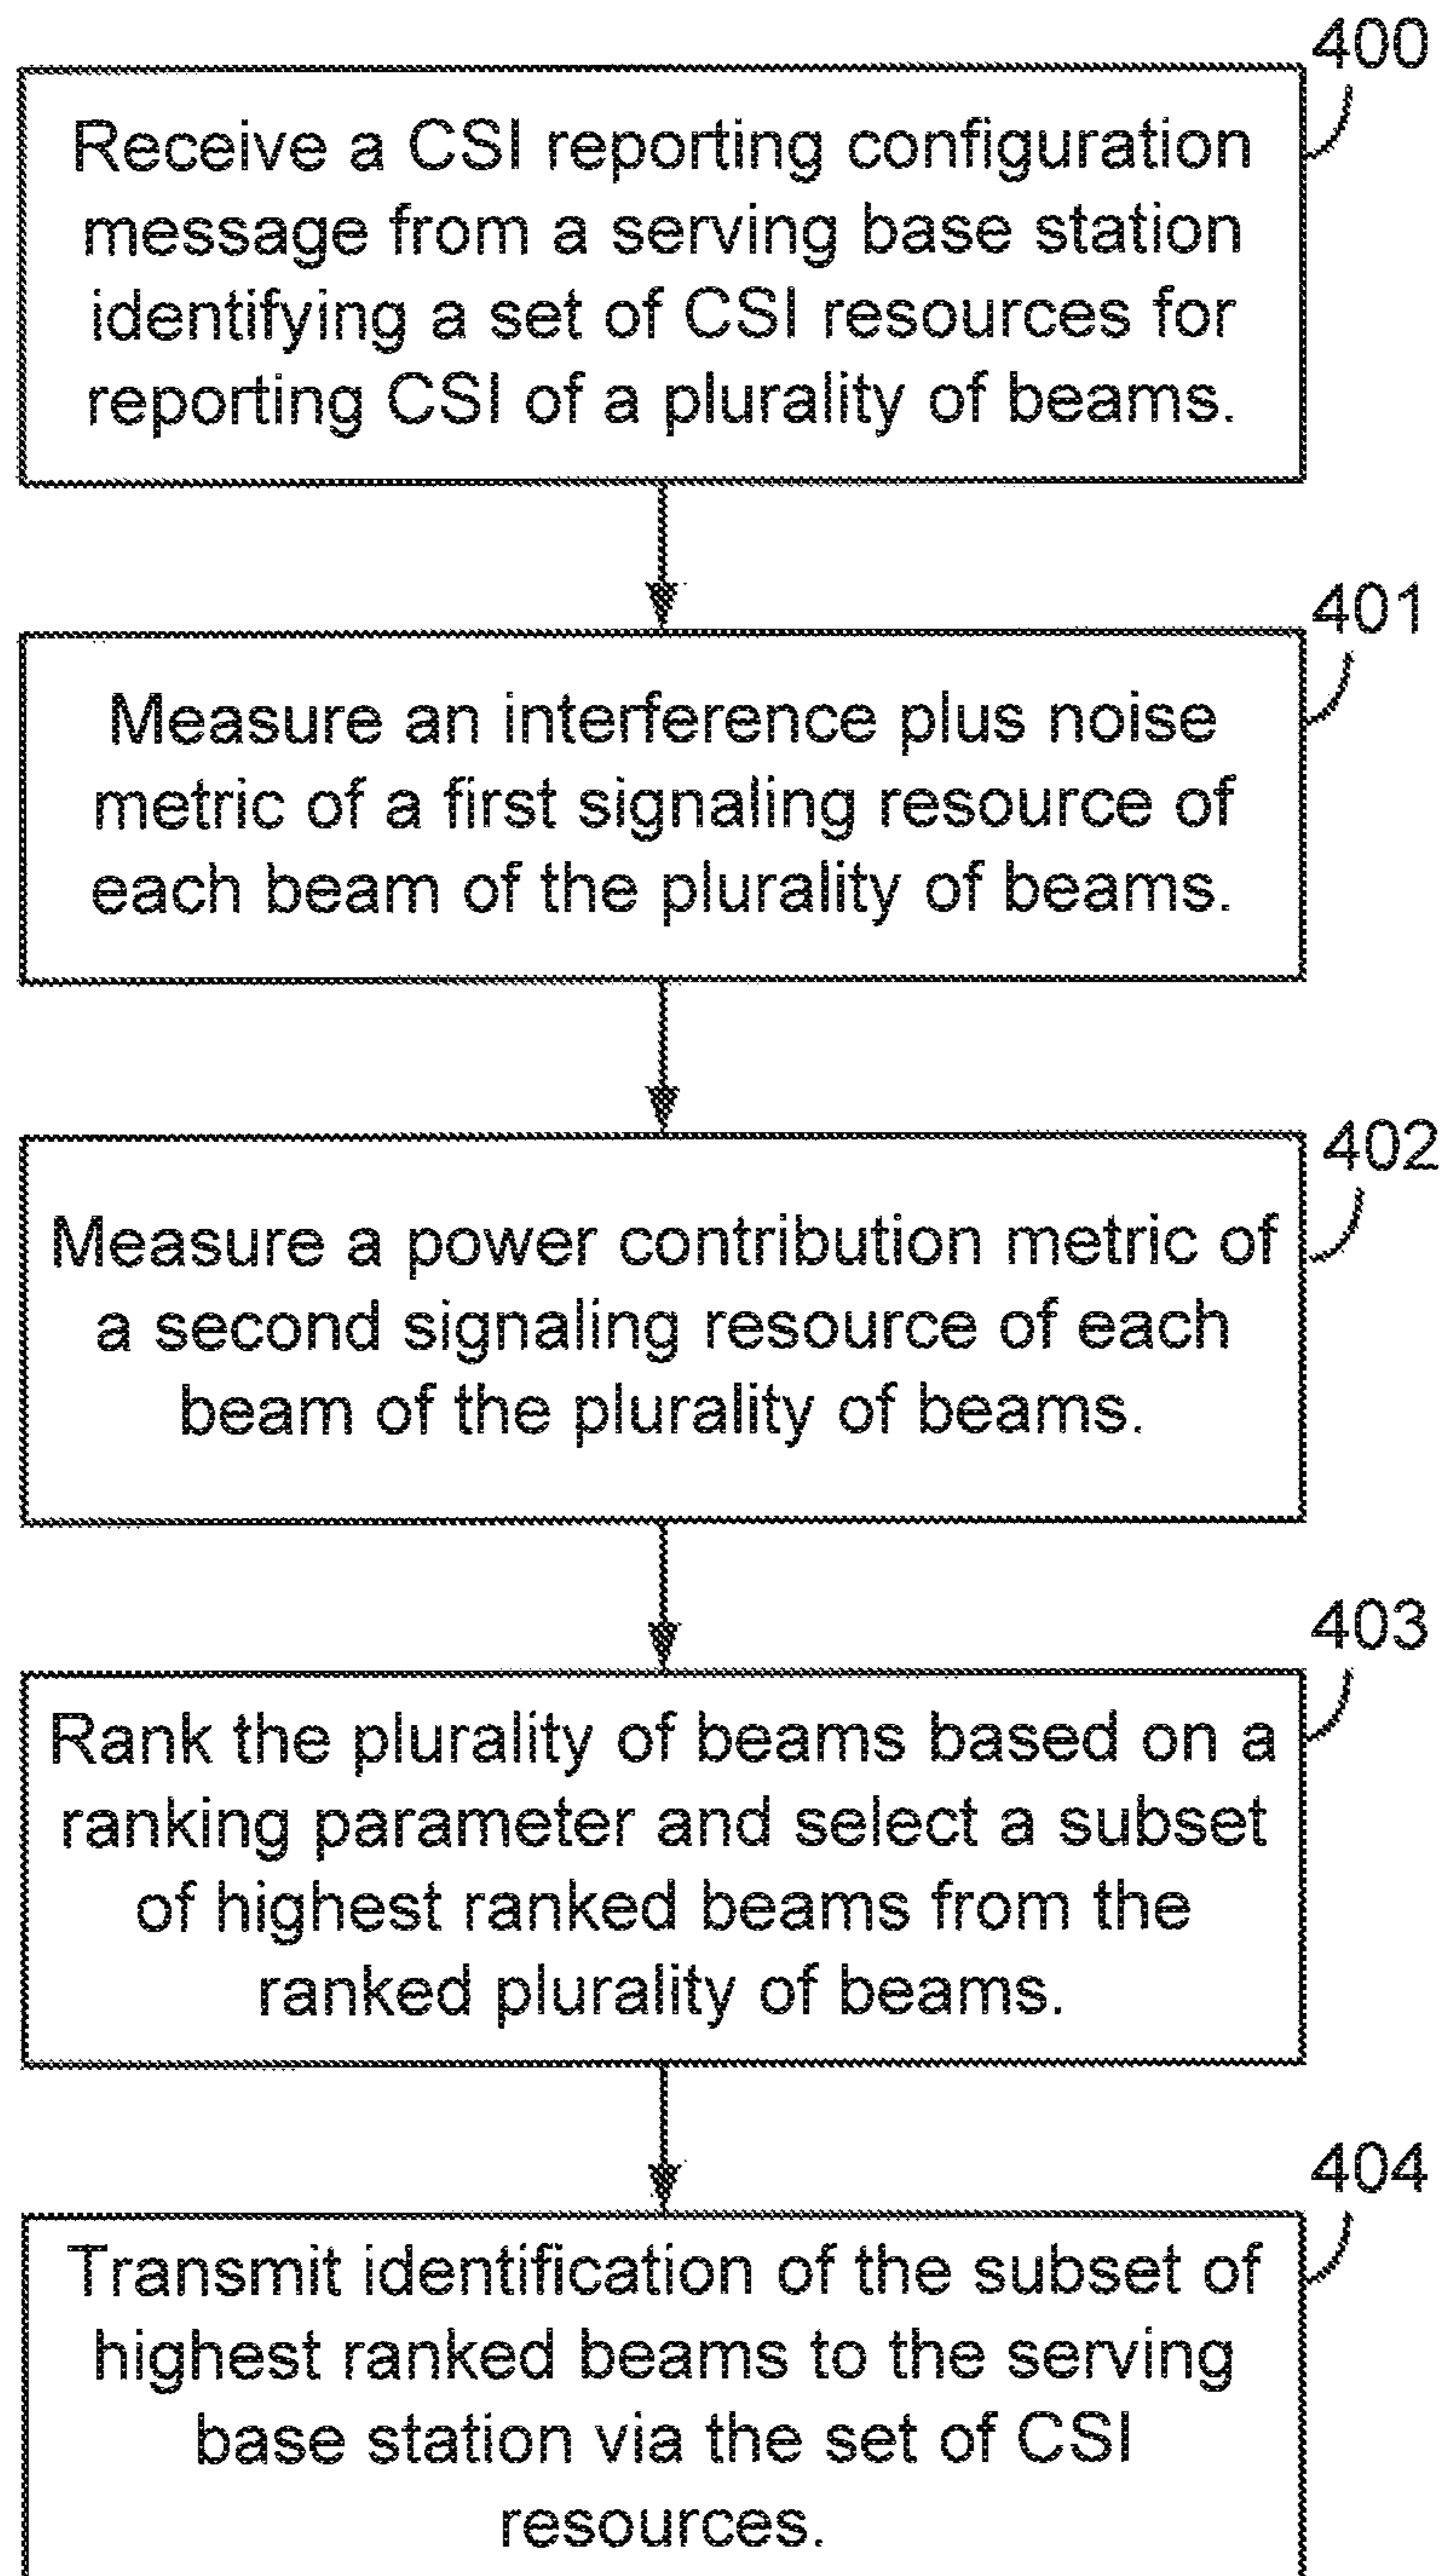 400
Receive a CSI reporting configuration
message from a serving base station
identifying a set of CSI resources for
reporting CSI of a plurality of beams.
401
Measure an interference plus noise
metric of a first signaling resource of
each beam of the plurality of beams.
402
Measure a power contribution metric of
a second signaling resource of each
beam of the plurality of beams.
403
Rank the plurality of beams based on a
ranking parameter and select a subset
of highest ranked beams from the
ranked plurality of beams.
404
Transmit identification of the subset of
highest ranked beams to the serving
base station via the set of CSI
resources.